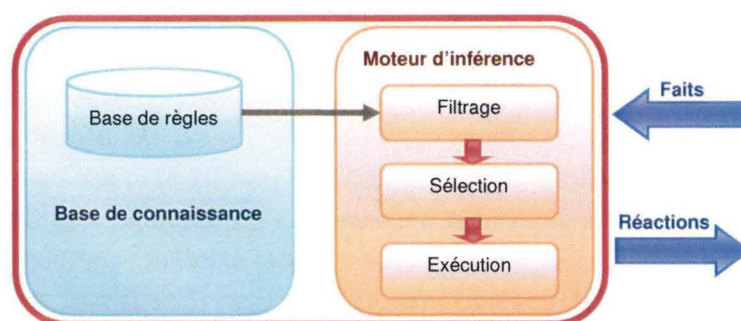 Moteur d'inférence
Base de règles
Filtrage
Sélection
Exécution
Base de connaissance
Faits
Réactions